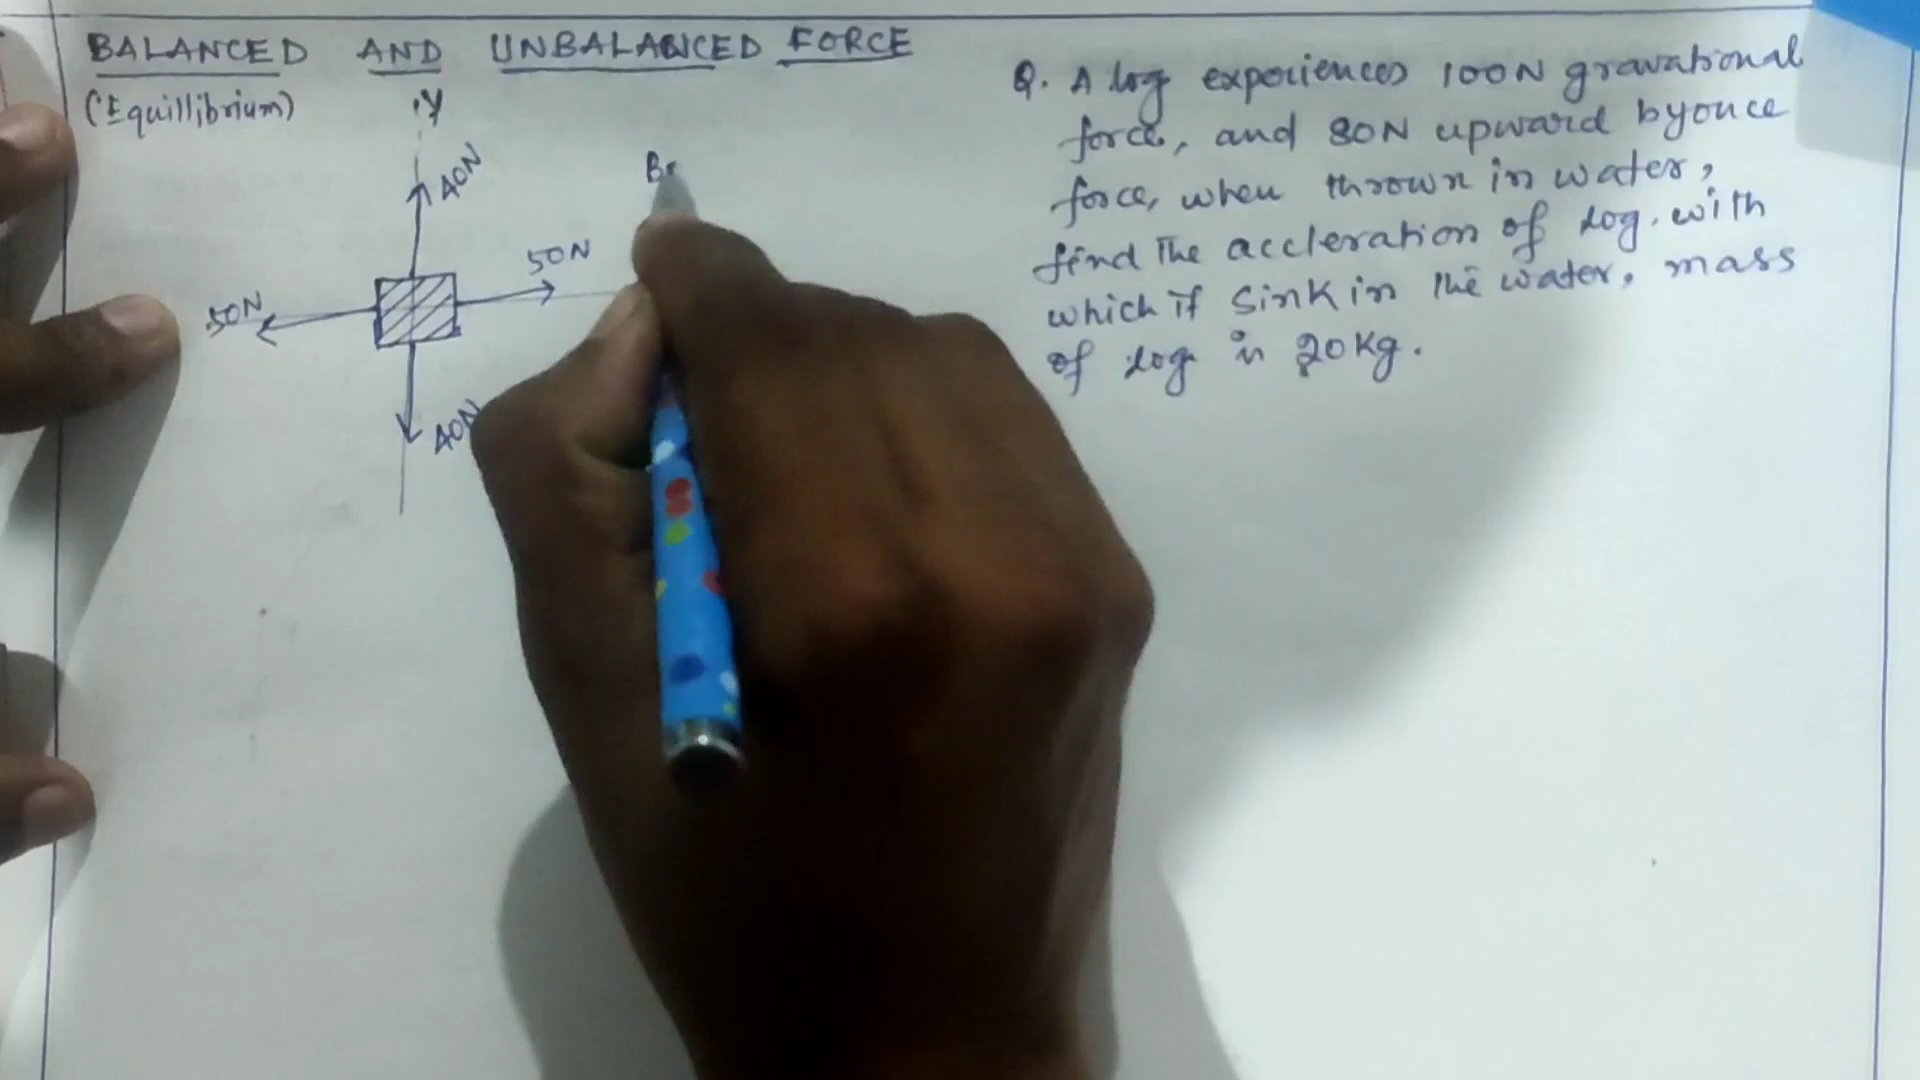 BALANCED AND UNBALANCED FORCE
(Equillibrium)
Y
40N
50N
50N
40N
Q. A log experiences 100N gravational
force, and 80N upward byouce
force, when thrown in water,
find The accleration of log. with
which it sink in the water, mass
of log is 20Kg.